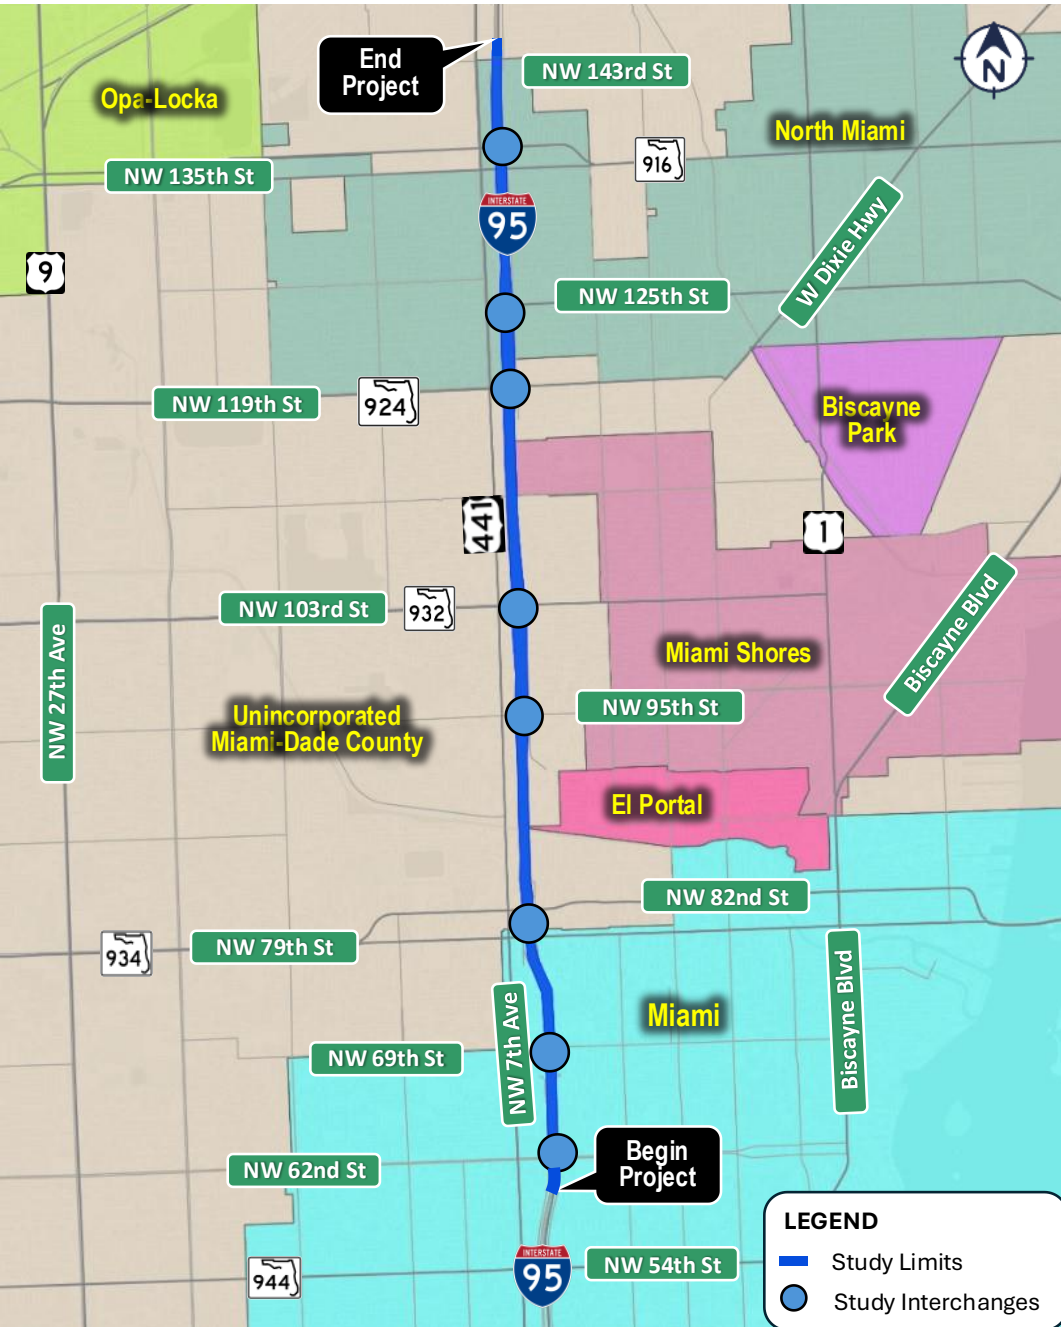 End
Project
NW 143rd St
N
Opa-Locka
North Miami
916
NW 135th St
INTERSTATE
95
W Dixie Hwy
9
NW 125th St
NW 119th St
924
Biscayne
Park
441
1
Biscayne Blvd
NW 103rd St
932
NW 27th Ave
Miami Shores
Unincorporated
Miami-Dade County
NW 95th St
El Portal
NW 82nd St
NW 79th St
934
Biscayne Blvd
NW 7th Ave
Miami
NW 69th St
Begin
Project
NW 62nd St
INTERSTATE
95
NW 54th St
944
LEGEND
Study Limits
Study Interchanges